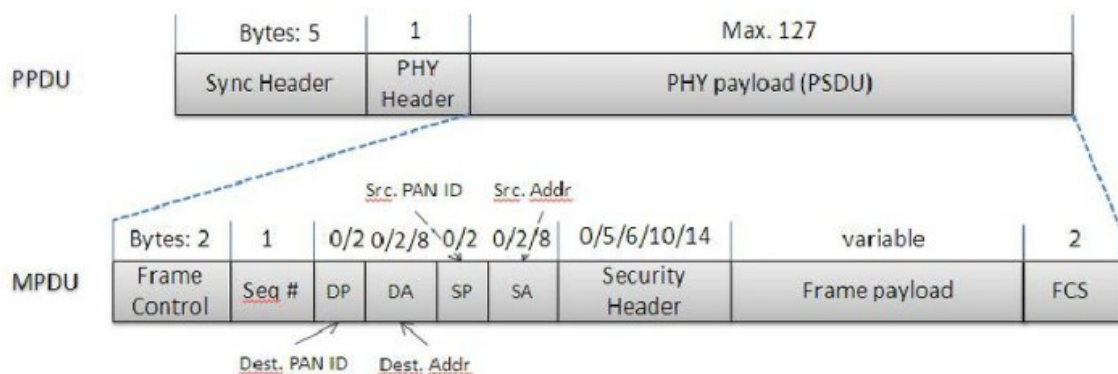 Bytes: 5 1 Max. 127
PPDU Sync Header PHY Header PHY payload (PSDU)
Src. PAN ID Src. Addr
Bytes: 2 1 0/2 0/2/8 0/2 0/2/8 0/5/6/10/14 variable 2
MPDU Frame Control Seq # DP DA SP SA Security Header Frame payload FCS
Dest. PAN ID Dest. Addr